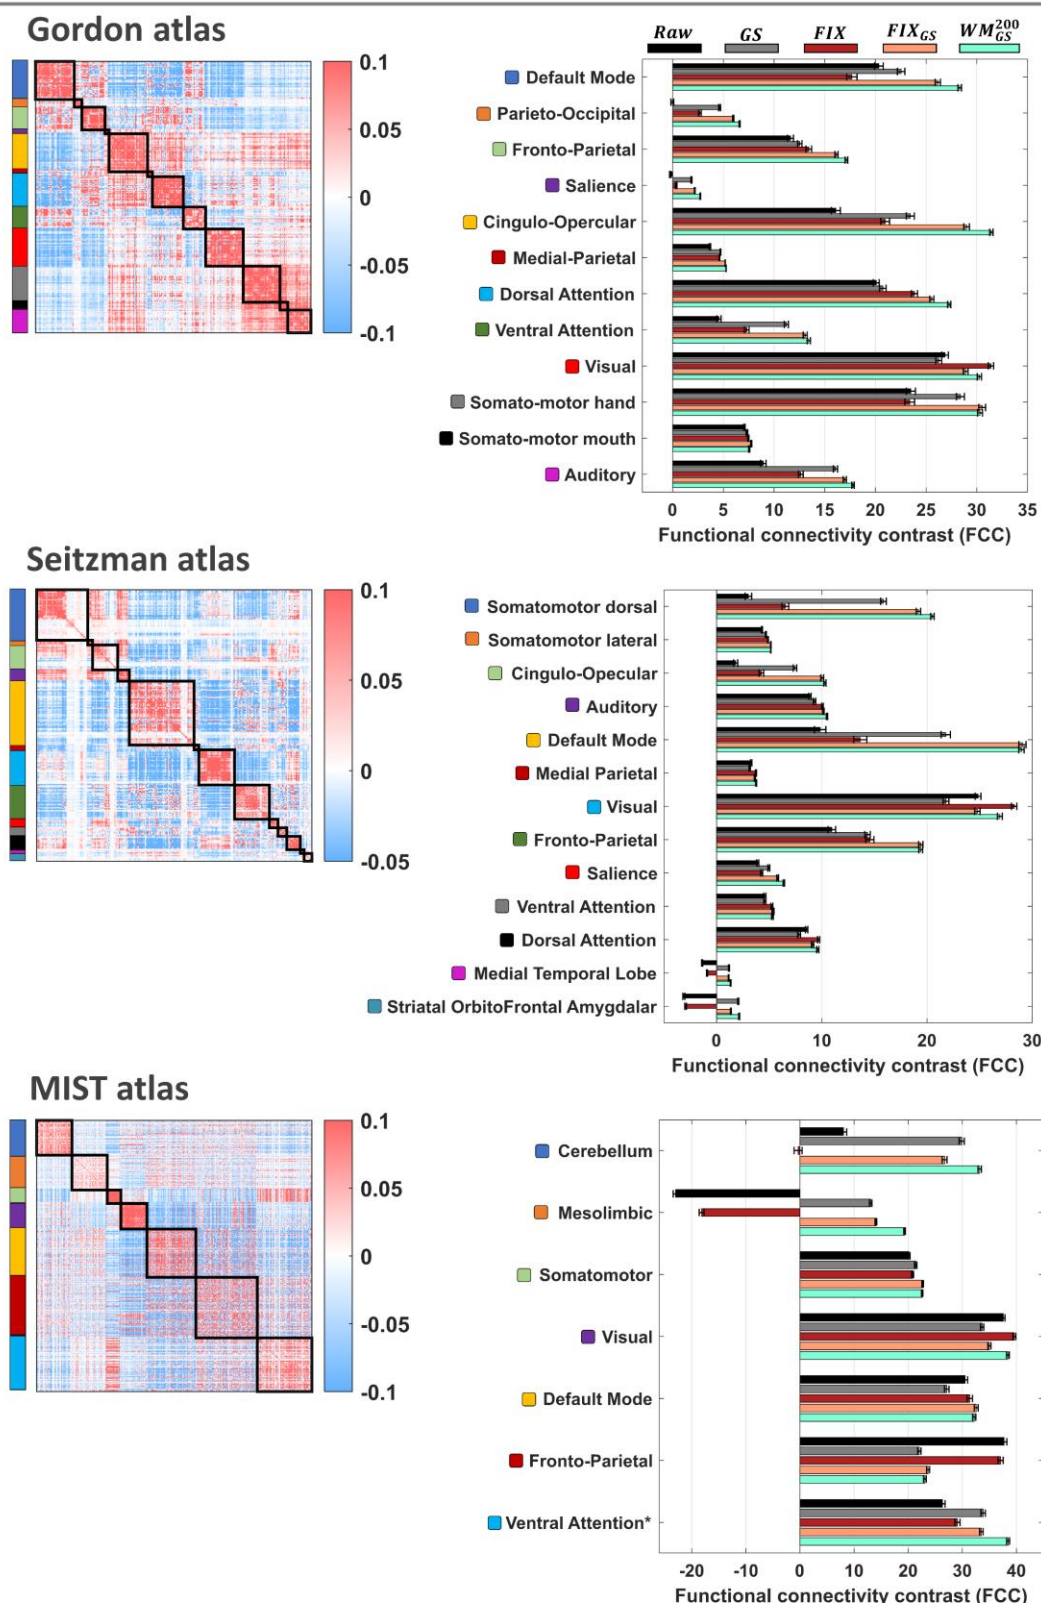 Gordon atlas
Raw GS FIX FIX_GS WM_GS^200
0.1
0.05
0
-0.05
-0.1
Default Mode
Parieto-Occipital
Fronto-Parietal
Salience
Cingulo-Opercular
Medial-Parietal
Dorsal Attention
Ventral Attention
Visual
Somato-motor hand
Somato-motor mouth
Auditory
0 5 10 15 20 25 30 35
Functional connectivity contrast (FCC)
Seitzman atlas
0.1
0.05
0
-0.05
Somatomotor dorsal
Somatomotor lateral
Cingulo-Opecular
Auditory
Default Mode
Medial Parietal
Visual
Fronto-Parietal
Salience
Ventral Attention
Dorsal Attention
Medial Temporal Lobe
Striatal OrbitoFrontal Amygdalar
0 10 20 30
Functional connectivity contrast (FCC)
MIST atlas
0.1
0.05
0
-0.05
-0.1
Cerebellum
Mesolimbic
Somatomotor
Visual
Default Mode
Fronto-Parietal
Ventral Attention*
-20 -10 0 10 20 30 40
Functional connectivity contrast (FCC)